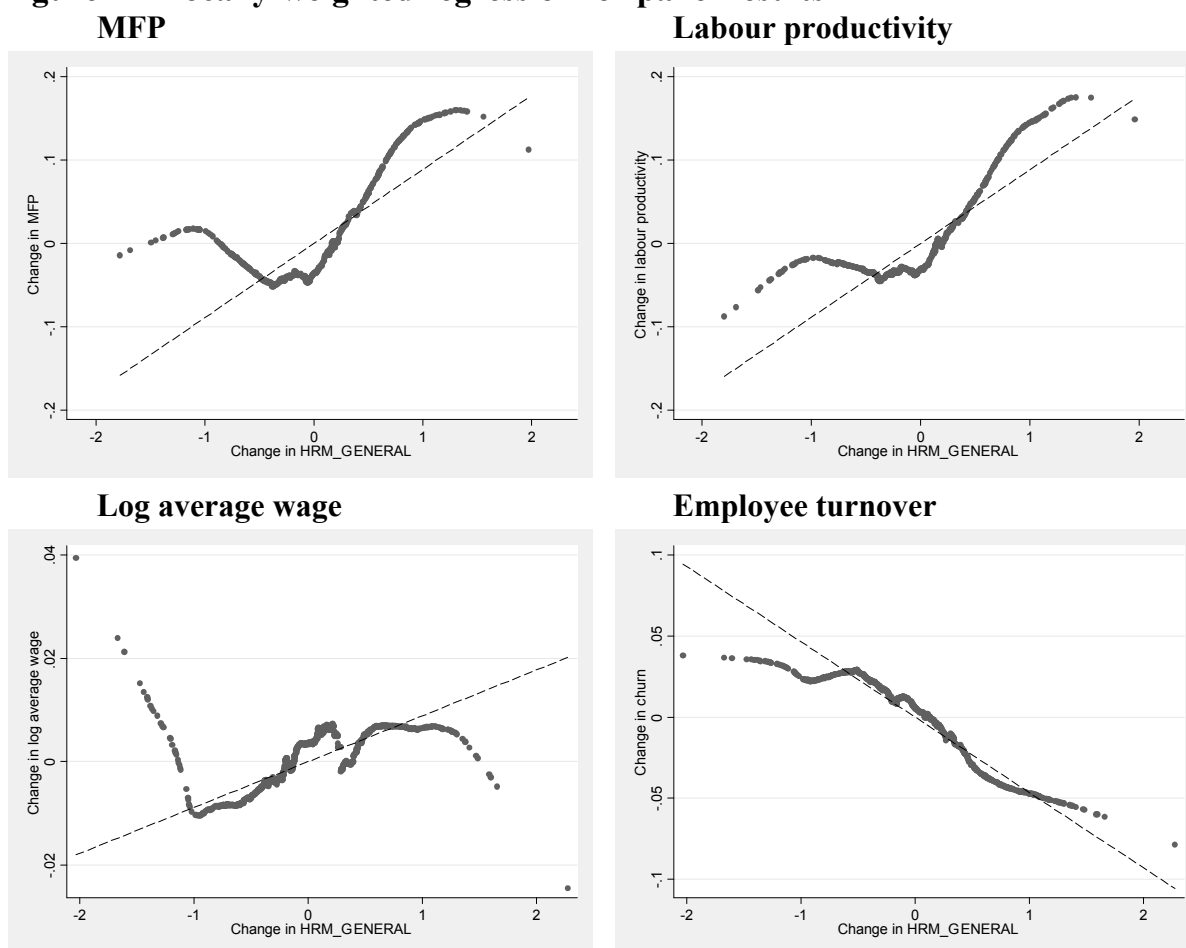 MFP
Labour productivity
.2
.1
0
-.1
-.2
Change in MFP
-2 -1 0 1 2
Change in HRM_GENERAL
.2
.1
0
-.1
-.2
Change in labour productivity
-2 -1 0 1 2
Change in HRM_GENERAL
Log average wage
Employee turnover
.04
.02
0
-.02
Change in log average wage
-2 -1 0 1 2
Change in HRM_GENERAL
.1
.05
0
-.05
-.1
Change in churn
-2 -1 0 1 2
Change in HRM_GENERAL